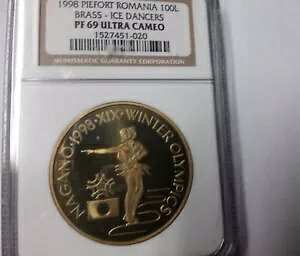 1998 PIEFORT ROMANIA 100L
BRASS - ICE DANCERS
PF 69 ULTRA CAMEO
1527451-020
NUMISMATIC GUARANTY CORPORATION
NAGANO·1998·XIX·WINTER OLYMPICS